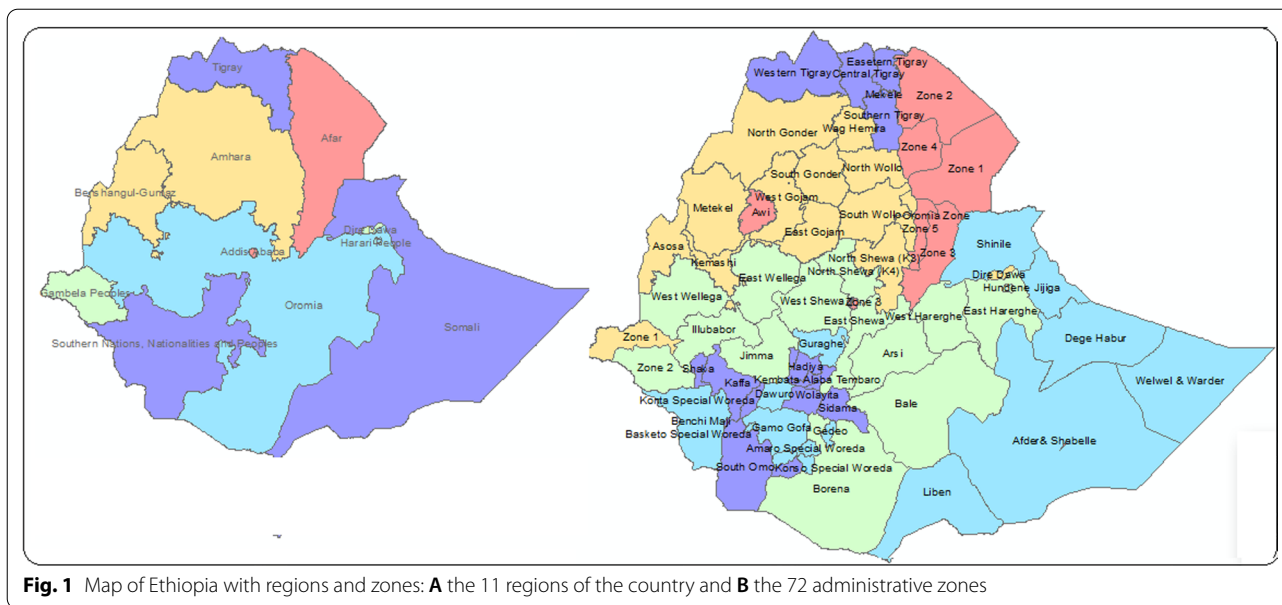 Tigray
Afar
Amhara
Bershangul-Gumaz
Dire Dawa
Harari People
Addis Ababa
Gambela Peoples
Oromia
Somali
Southern Nations, Nationalities and Peoples
Easetern Tigray
Western Tigray
Central Tigray
Zone 2
Mekele
Southern Tigray
Wag Hemira
North Gonder
Zone 4
Zone 1
North Wollo
South Gonder
West Gojam
Metekel
Awi
South Wollo
Oromia Zone
Zone 5
East Gojam
Asosa
Zone 3
Shinile
North Shewa (K3)
Kemashi
North Shewa (K4)
East Wellega
Dire Dawa
Hundene
Jijiga
West Wellega
West Shewa
Zone 3
East Shewa
West Harerghe
East Harerghe
Zone 1
Illubabor
Guraghe
Arsi
Dege Habur
Zone 2
Jimma
Shaka
Hadiya
Kaffa
Kembata Alaba Tembaro
Welwel & Warder
Konta Special Woreda
Dawuro
Wolayita
Sidama
Bale
Benchi Maji
Gamo Gofa
Gedeo
Basketo Special Woreda
Amaro Special Woreda
Afder& Shabelle
South Omo
Konso Special Woreda
Borena
Liben
Fig. 1 Map of Ethiopia with regions and zones: A the 11 regions of the country and B the 72 administrative zones